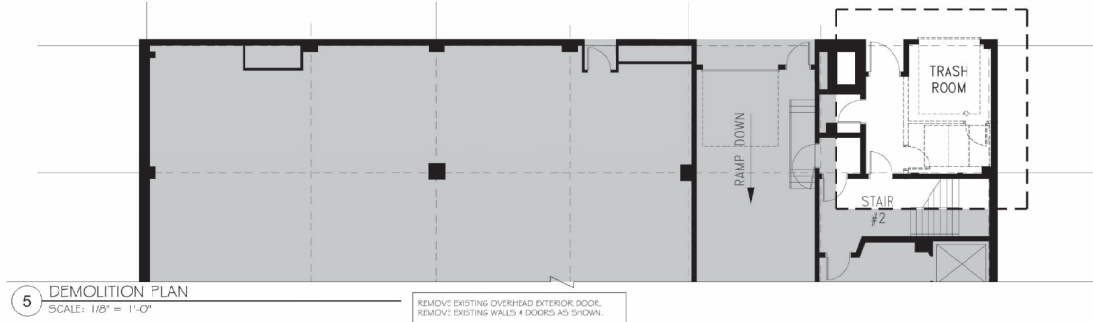 TRASH
ROOM
RAMP DOWN
STAIR
#2
5
DEMOLITION PLAN
SCALE: 1/8" = 1'-0"
REMOVE EXISTING OVERHEAD EXTERIOR DOOR.
REMOVE EXISTING WALLS & DOORS AS SHOWN.